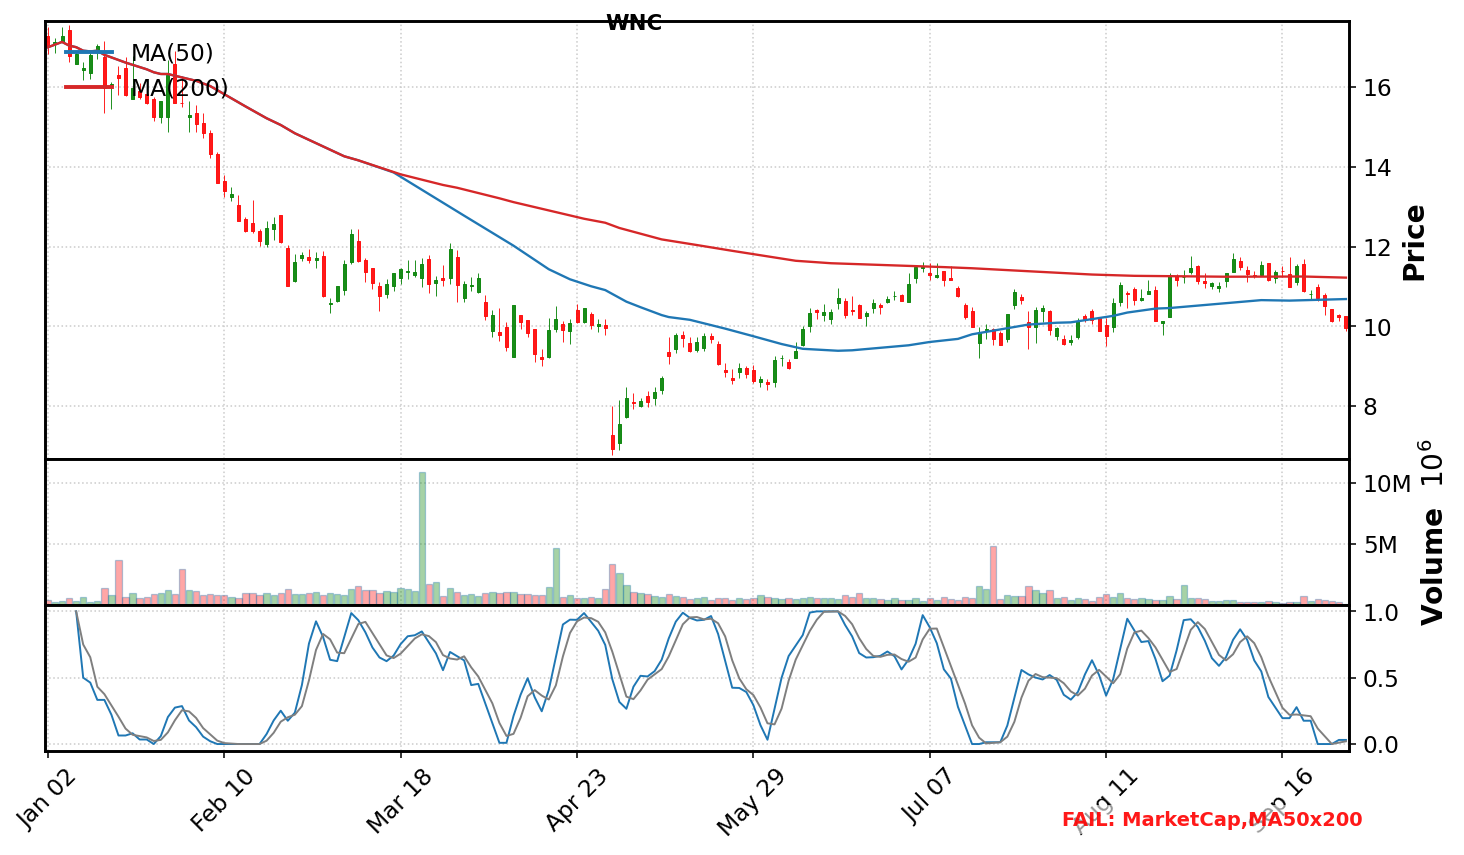 WNC
MA(50)
MA(200)
16
14
12
10
8
Price
10M
5M
Volume 10^6
1.0
0.5
0.0
Jan 02
Feb 10
Mar 18
Apr 23
May 29
Jul 07
Aug 11
Sep 16
FAIL: MarketCap,MA50x200